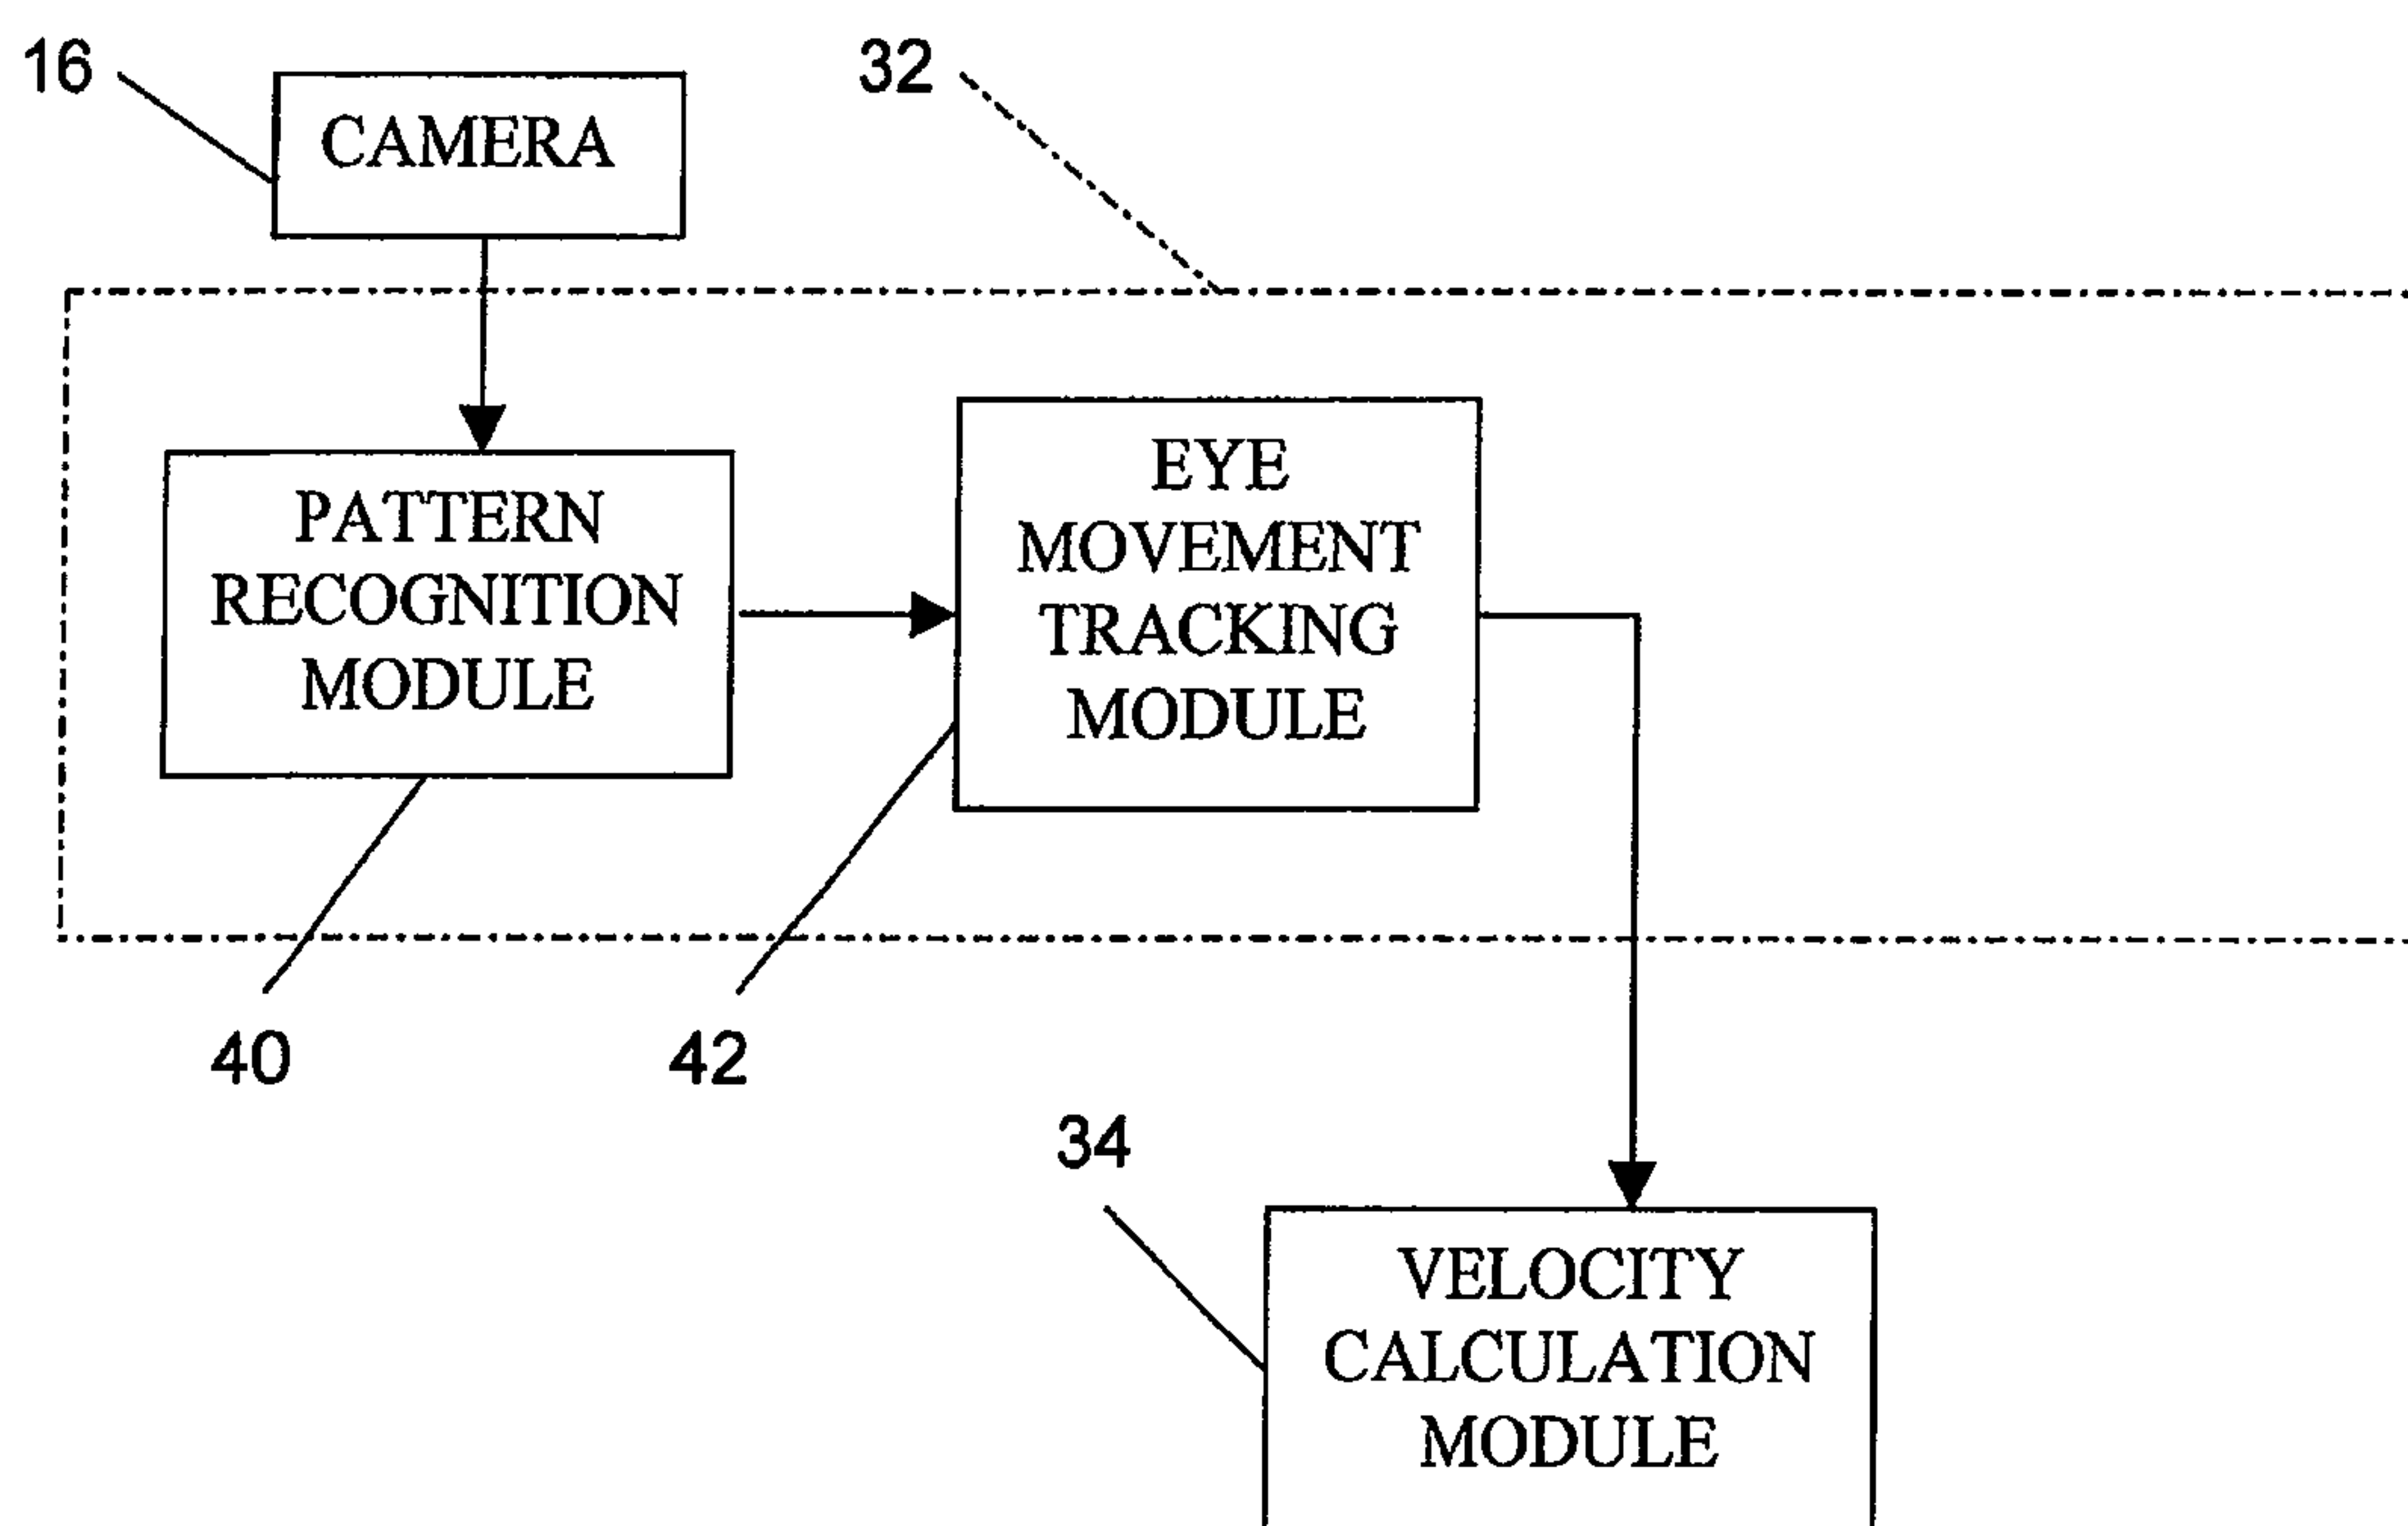 16
CAMERA
32
PATTERN
RECOGNITION
MODULE
EYE
MOVEMENT
TRACKING
MODULE
40
42
34
VELOCITY
CALCULATION
MODULE